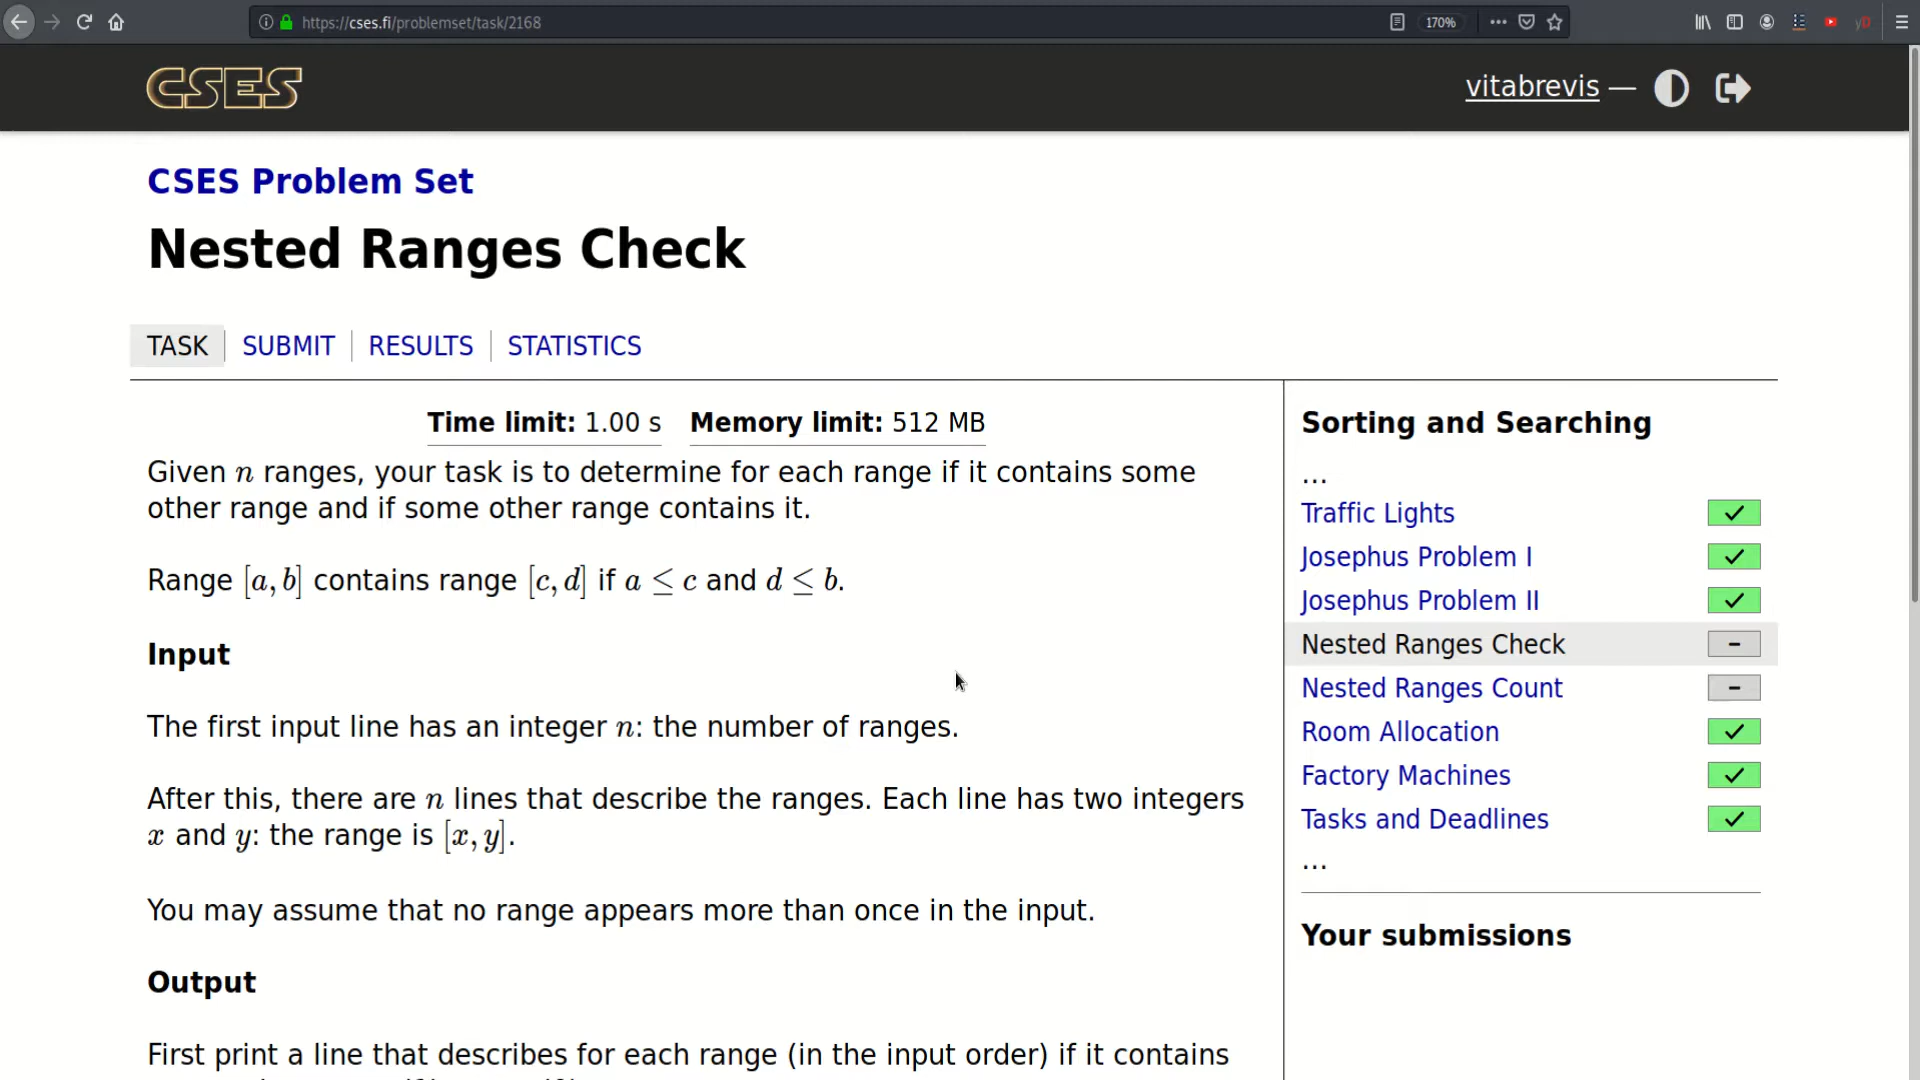 https://cses.fi/problemset/task/2168
170%
CSES
vitabrevis —
CSES Problem Set
Nested Ranges Check
TASK
SUBMIT
RESULTS
STATISTICS
Time limit: 1.00 s Memory limit: 512 MB
Given n ranges, your task is to determine for each range if it contains some
other range and if some other range contains it.
Range [a, b] contains range [c, d] if a ≤ c and d ≤ b.
Input
The first input line has an integer n: the number of ranges.
After this, there are n lines that describe the ranges. Each line has two integers
x and y: the range is [x, y].
You may assume that no range appears more than once in the input.
Output
First print a line that describes for each range (in the input order) if it contains
Sorting and Searching
...
Traffic Lights
Josephus Problem I
Josephus Problem II
Nested Ranges Check –
Nested Ranges Count –
Room Allocation
Factory Machines
Tasks and Deadlines
...
Your submissions